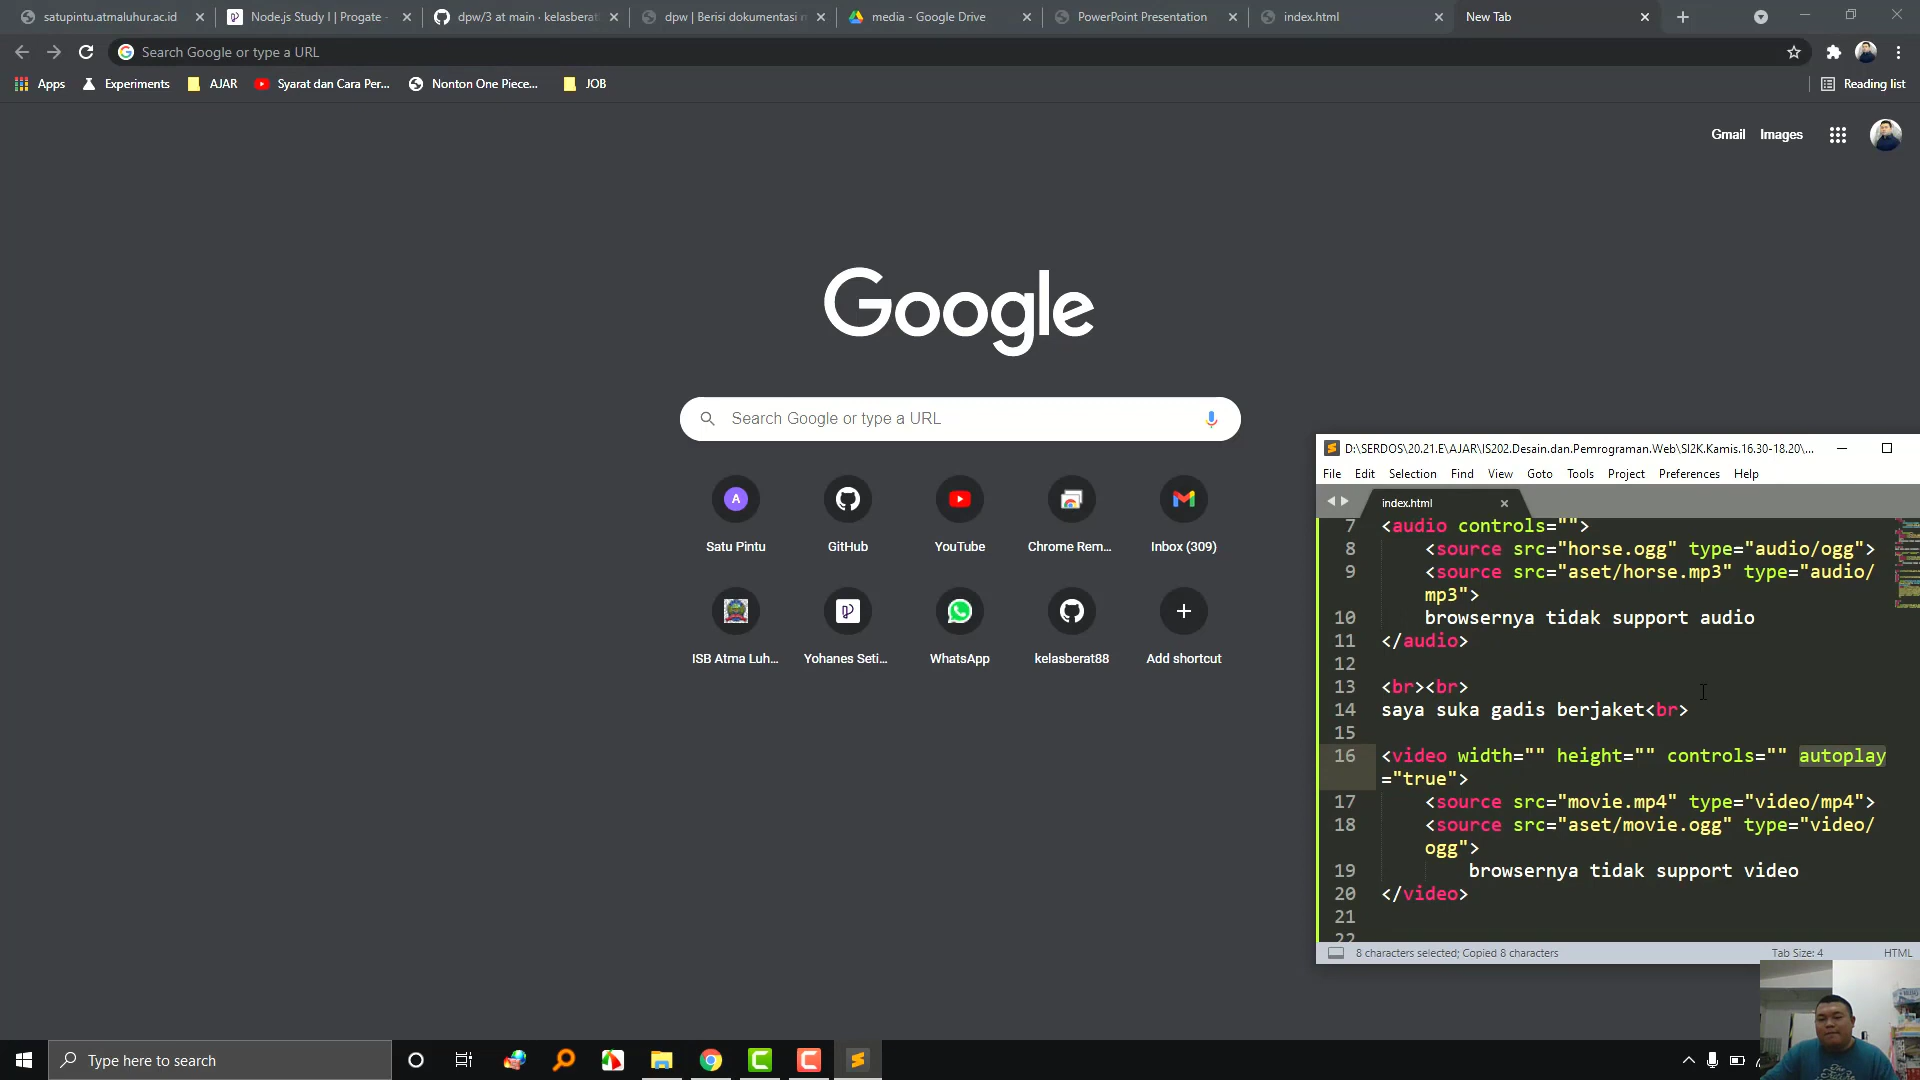 satupintu.atmaluhur.ac.id
Node.js Study I | Progate -
dpw/3 at main · kelasberat
dpw | Berisi dokumentasi
media - Google Drive
PowerPoint Presentation
index.html
New Tab
Search Google or type a URL
Apps
Experiments
AJAR
Syarat dan Cara Per...
Nonton One Piece...
JOB
Reading list
Gmail
Images
Google
Search Google or type a URL
A
Satu Pintu
GitHub
YouTube
Chrome Rem...
Inbox (309)
ISB Atma Luh...
Yohanes Seti...
WhatsApp
kelasberat88
Add shortcut
D:\SERDOS\20.21.E\AJAR\IS202.Desain.dan.Pemrograman.Web\SI2K.Kamis.16.30-18.20\...
File Edit Selection Find View Goto Tools Project Preferences Help
index.html
7 <audio controls="">
8 <source src="horse.ogg" type="audio/ogg">
9 <source src="aset/horse.mp3" type="audio/
mp3">
10 browsernya tidak support audio
11 </audio>
12
13 <br><br>
14 saya suka gadis berjaket<br>
15
16 <video width="" height="" controls="" autoplay
="true">
17 <source src="movie.mp4" type="video/mp4">
18 <source src="aset/movie.ogg" type="video/
ogg">
19 browsernya tidak support video
20 </video>
21
22
8 characters selected; Copied 8 characters
Tab Size: 4
HTML
Type here to search